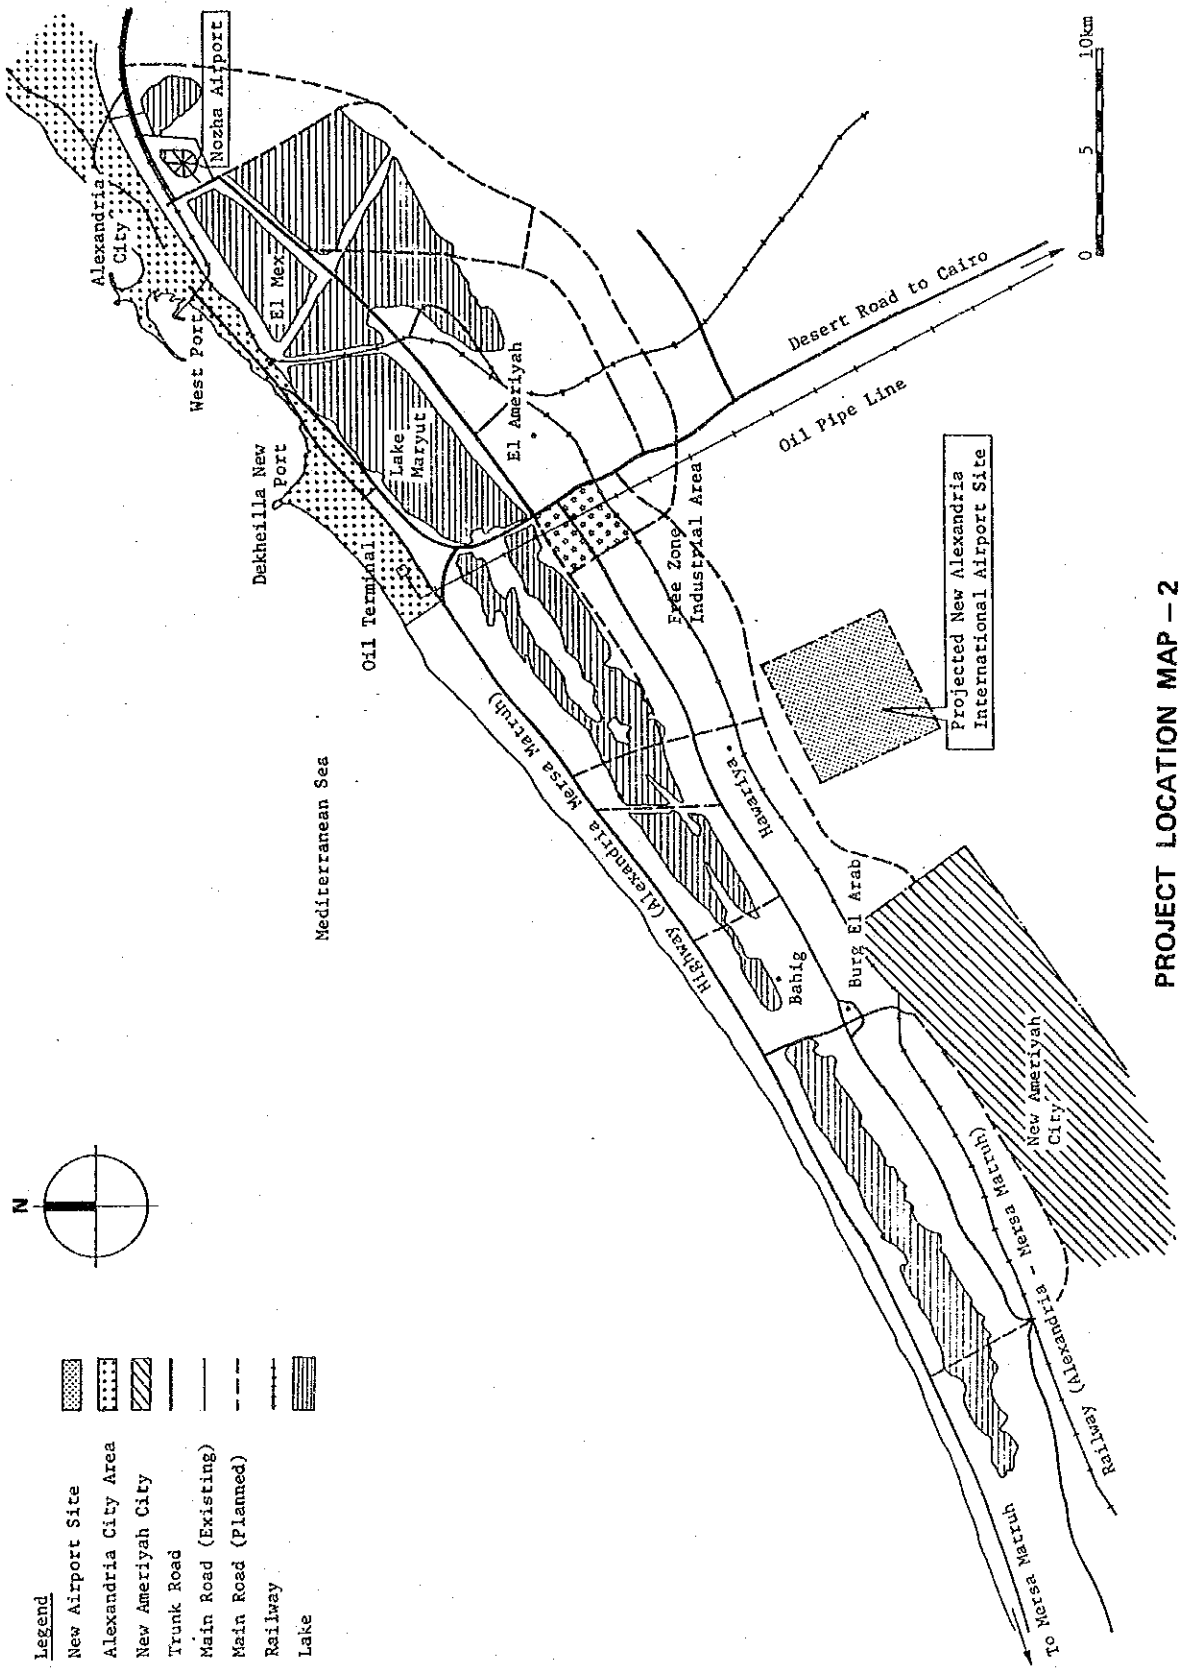 Legend
New Airport Site
Alexandria City Area
New Ameriyah City
Trunk Road
Main Road (Existing)
Main Road (Planned)
Railway
Lake
N
Mediterranean Sea
Alexandria
City
Nozha Airport
West Port
El Mex
Dekheilla New
Port
Lake
Maryut
El Ameriyah
Oil Terminal
Free Zone
Industrial Area
Desert Road to Cairo
Oil Pipe Line
Highway (Alexandria Mersa Matruh)
Hawariya
Bahig
Burg El Arab
Projected New Alexandria
International Airport Site
New Ameriyah
City
Railway (Alexandria - Mersa Matruh)
To Mersa Matruh
0 5 10km
PROJECT LOCATION MAP – 2